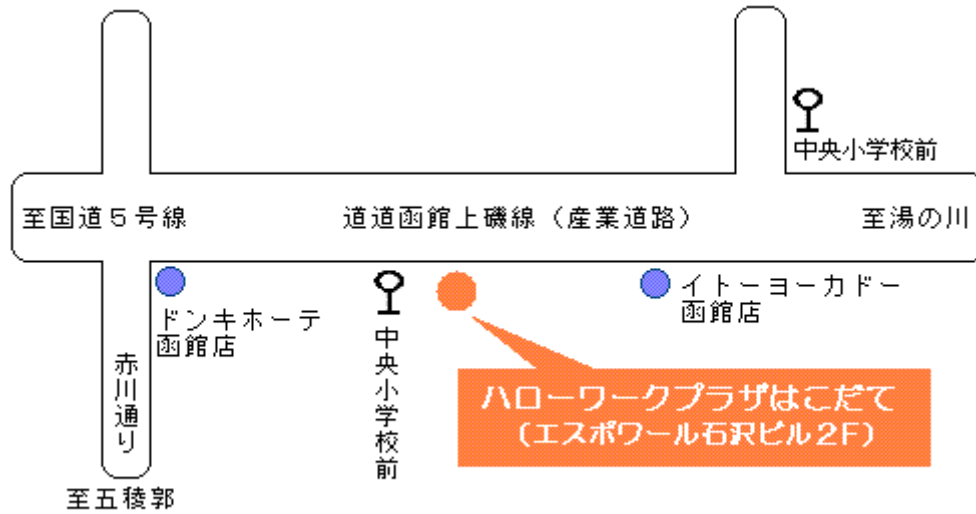 中央小学校前
至国道５号線
道道函館上磯線（産業道路）
至湯の川
ドンキホーテ
函館店
中央小学校前
イトーヨーカドー
函館店
赤川通り
ハローワークプラザはこだて
（エスポワール石沢ビル２F）
至五稜郭